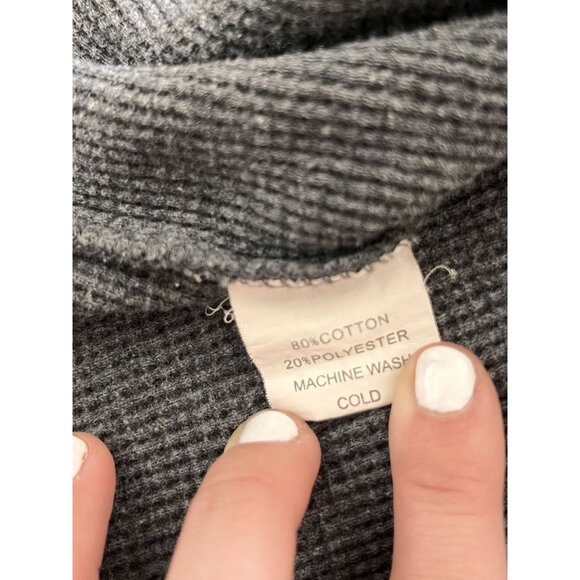 80% COTTON
20% POLYESTER
MACHINE WASH
COLD